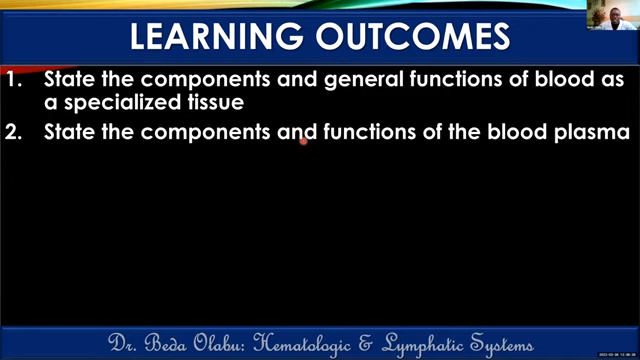 LEARNING OUTCOMES
1. State the components and general functions of blood as
a specialized tissue
2. State the components and functions of the blood plasma
Dr. Beda Olabu: Hematologic & Lymphatic Systems